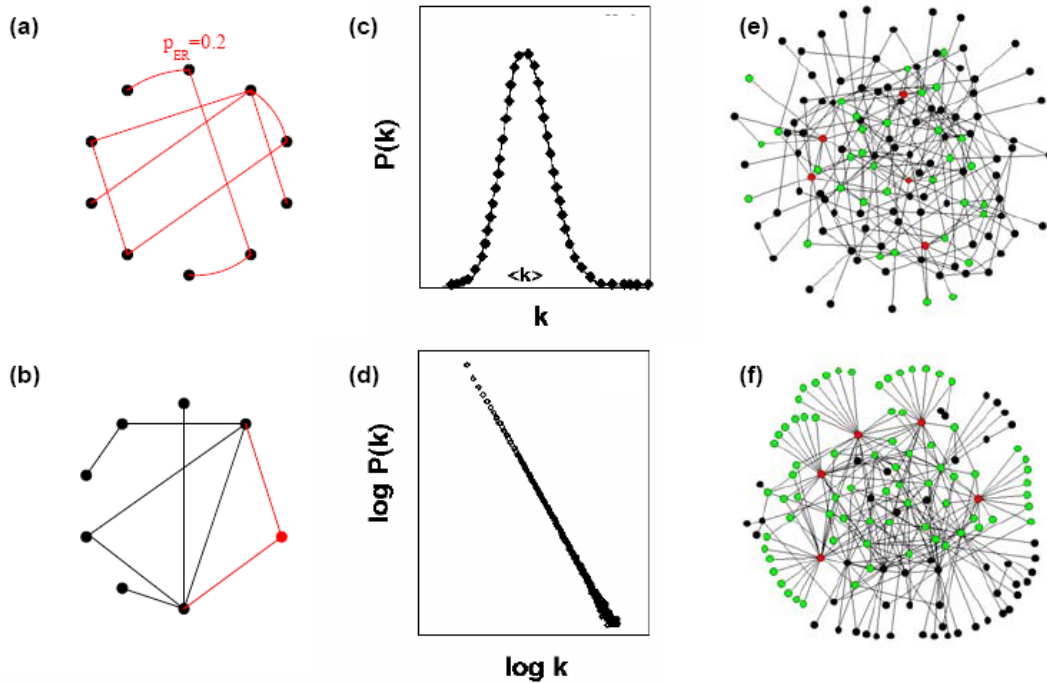 (a)
p_ER=0.2
(c)
P(k)
<k>
k
(e)
(b)
(d)
log P(k)
log k
(f)